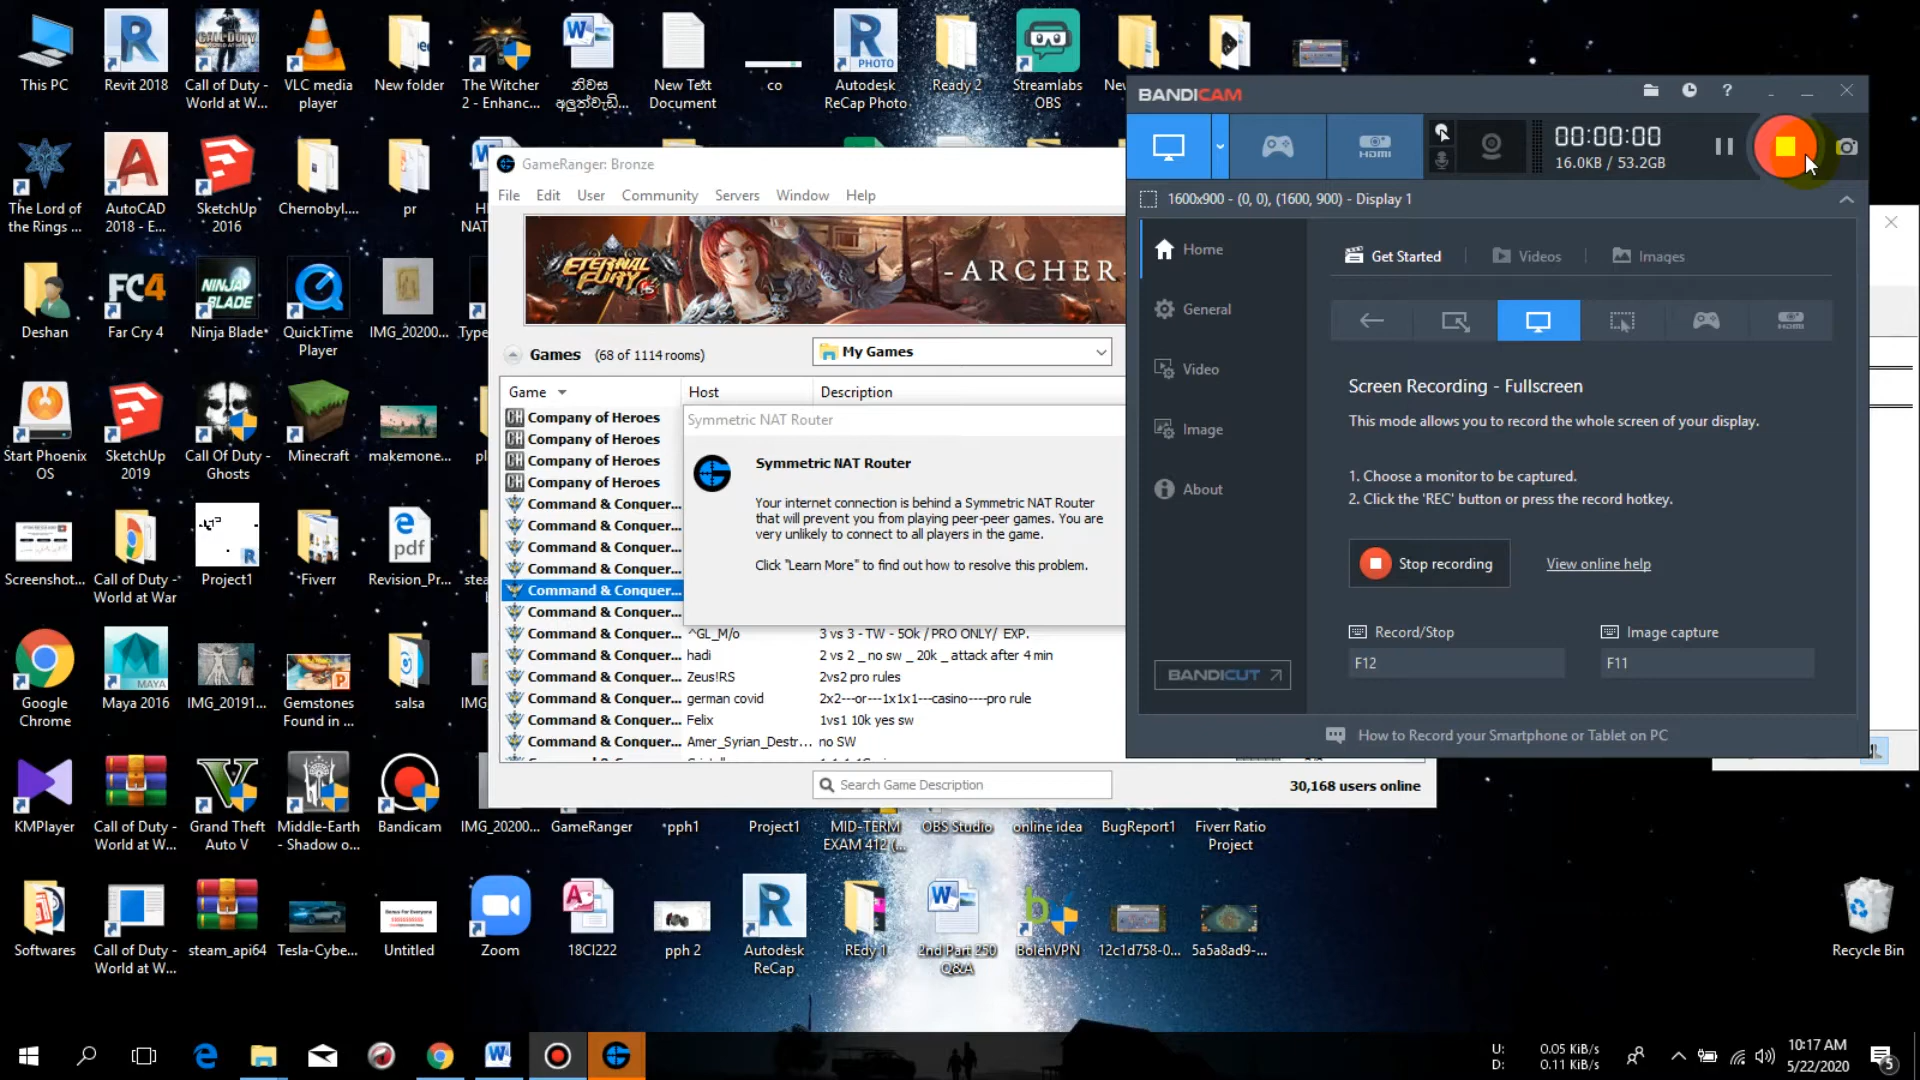 This PC
Revit 2018
Call of Duty -
World at W...
VLC media
player
New folder
The Witcher
2 - Enhanc...
නිවස
අලුත්වැඩි...
New Text
Document
co
Autodesk
ReCap Photo
Ready 2
Streamlabs
OBS
The Lord of
the Rings ...
AutoCAD
2018 - E...
SketchUp
2016
Chernobyl....
pr
Deshan
Far Cry 4
Ninja Blade
QuickTime
Player
IMG_20200...
Start Phoenix
OS
SketchUp
2019
Call Of Duty -
Ghosts
Minecraft
makemone...
Screenshot...
Call of Duty -
World at War
Project1
Fiverr
Revision_Pr...
Google
Chrome
Maya 2016
IMG_20191...
Gemstones
Found in ...
salsa
KMPlayer
Call of Duty -
World at W...
Grand Theft
Auto V
Middle-Earth
- Shadow o...
Bandicam
IMG_20200...
GameRanger
pph1
Project1
MID-TERM
EXAM 412 (...
OBS Studio
online idea
BugReport1
Fiverr Ratio
Project
Softwares
Call of Duty -
World at W...
steam_api64
Tesla-Cybe...
Untitled
Zoom
18CI222
pph 2
Autodesk
ReCap
REdy 1
2nd Part 250
Q&A
BolehVPN
12c1d758-0...
5a5a8ad9-...
Recycle Bin
GameRanger: Bronze
File Edit User Community Servers Window Help
ETERNAL
FURY
-ARCHER-
Games (68 of 1114 rooms)
My Games
Game Host Description
Company of Heroes
Company of Heroes
Company of Heroes
Company of Heroes
Command & Conquer...
Command & Conquer...
Command & Conquer...
Command & Conquer...
Command & Conquer...
Command & Conquer...
Command & Conquer... ^GL_M/o 3 vs 3 - TW - 5Ok / PRO ONLY/ EXP.
Command & Conquer... hadi 2 vs 2 _ no sw _ 20k _ attack after 4 min
Command & Conquer... Zeus!RS 2vs2 pro rules
Command & Conquer... german covid 2x2---or---1x1x1---casino----pro rule
Command & Conquer... Felix 1vs1 10k yes sw
Command & Conquer... Amer_Syrian_Destr... no SW
Search Game Description
30,168 users online
Symmetric NAT Router
Symmetric NAT Router
Your internet connection is behind a Symmetric NAT Router
that will prevent you from playing peer-peer games. You are
very unlikely to connect to all players in the game.
Click "Learn More" to find out how to resolve this problem.
BANDICAM
HDMI
00:00:00
16.0KB / 53.2GB
1600x900 - (0, 0), (1600, 900) - Display 1
Home
General
Video
Image
About
BANDICUT
Get Started Videos Images
Screen Recording - Fullscreen
This mode allows you to record the whole screen of your display.
1. Choose a monitor to be captured.
2. Click the 'REC' button or press the record hotkey.
Stop recording View online help
Record/Stop Image capture
F12 F11
How to Record your Smartphone or Tablet on PC
U: 0.05 KiB/s
D: 0.11 KiB/s
10:17 AM
5/22/2020
5